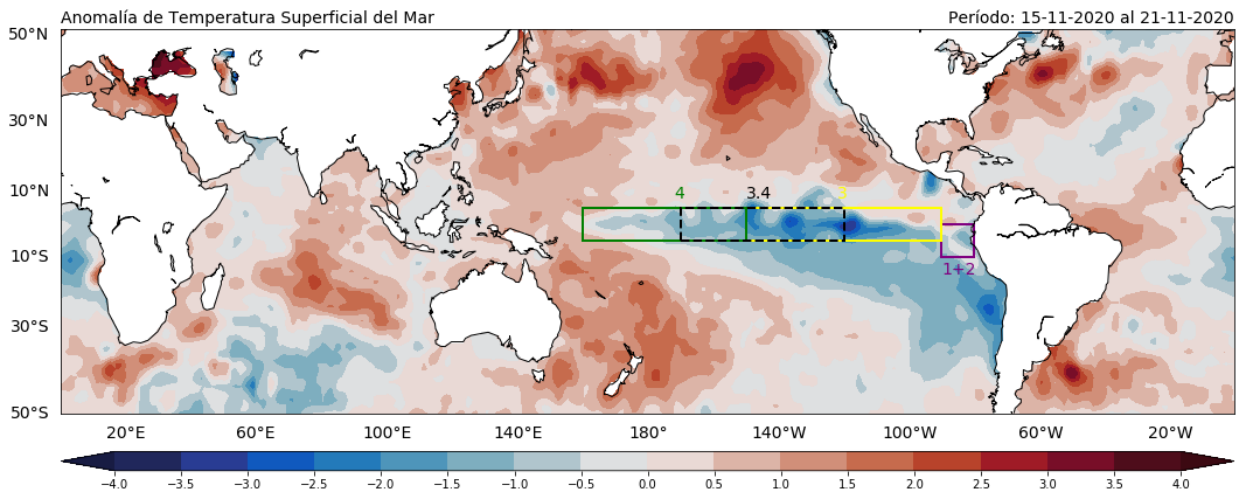 Anomalía de Temperatura Superficial del Mar Período: 15-11-2020 al 21-11-2020
50°N
30°N
10°N
10°S
30°S
50°S
4 3.4 3
1+2
20°E 60°E 100°E 140°E 180° 140°W 100°W 60°W 20°W
−4.0 −3.5 −3.0 −2.5 −2.0 −1.5 −1.0 −0.5 0.0 0.5 1.0 1.5 2.0 2.5 3.0 3.5 4.0